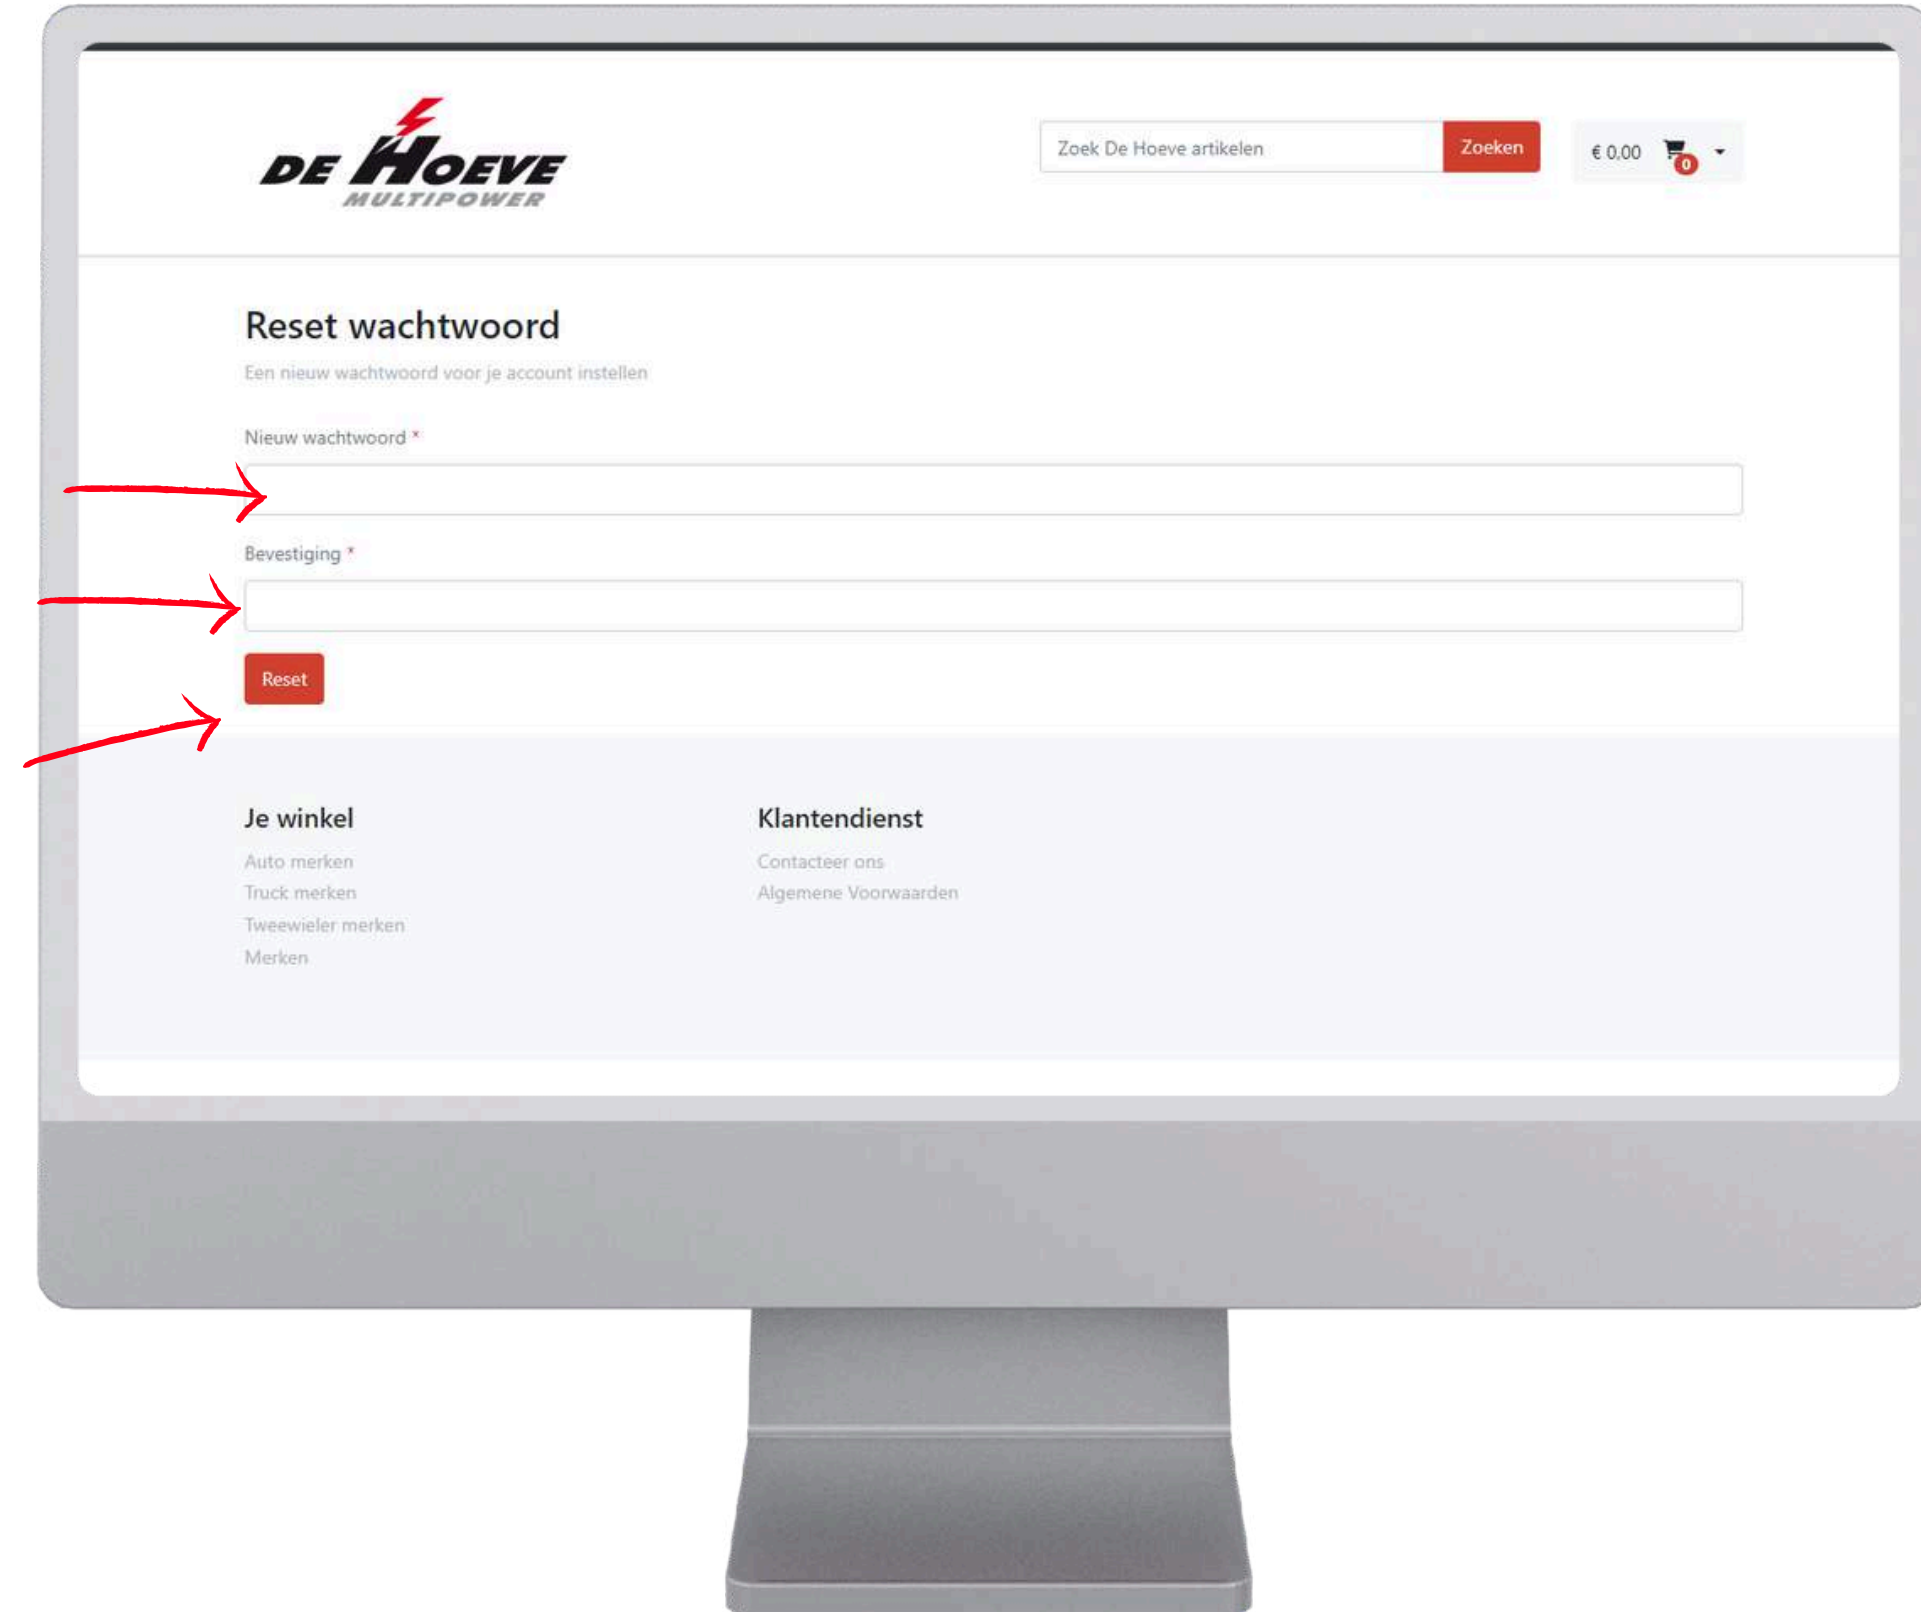 DE HOEVE
MULTIPOWER
Zoek De Hoeve artikelen
Zoeken
€ 0,00
0
Reset wachtwoord
Een nieuw wachtwoord voor je account instellen
Nieuw wachtwoord *
Bevestiging *
Reset
Je winkel
Auto merken
Truck merken
Tweewieler merken
Merken
Klantendienst
Contacteer ons
Algemene Voorwaarden